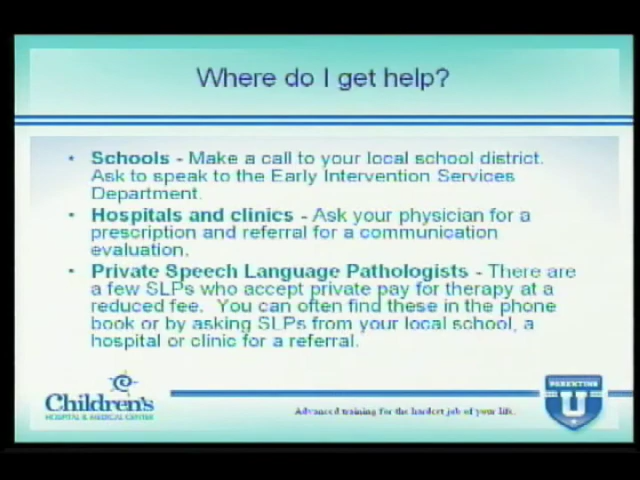 Where do I get help?
• Schools - Make a call to your local school district.
Ask to speak to the Early Intervention Services
Department.
• Hospitals and clinics - Ask your physician for a
prescription and referral for a communication
evaluation.
• Private Speech Language Pathologists - There are
a few SLPs who accept private pay for therapy at a
reduced fee. You can often find these in the phone
book or by asking SLPs from your local school, a
hospital or clinic for a referral.
Children's
HOSPITAL & MEDICAL CENTER
Advanced training for the hardest job of your life.
PARENTING
U